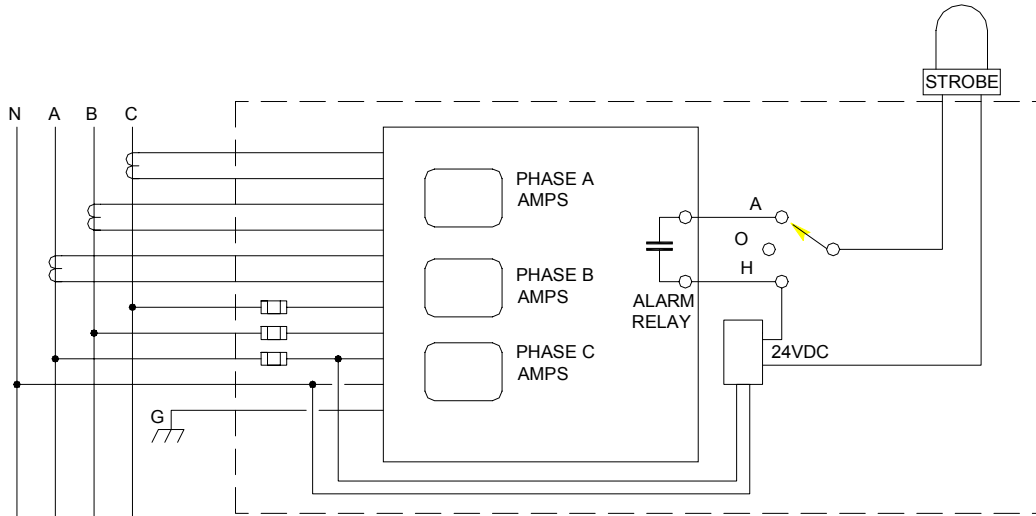 STROBE
N A B C
PHASE A
AMPS
A
O
H
PHASE B
AMPS
ALARM
RELAY
PHASE C
AMPS
24VDC
G